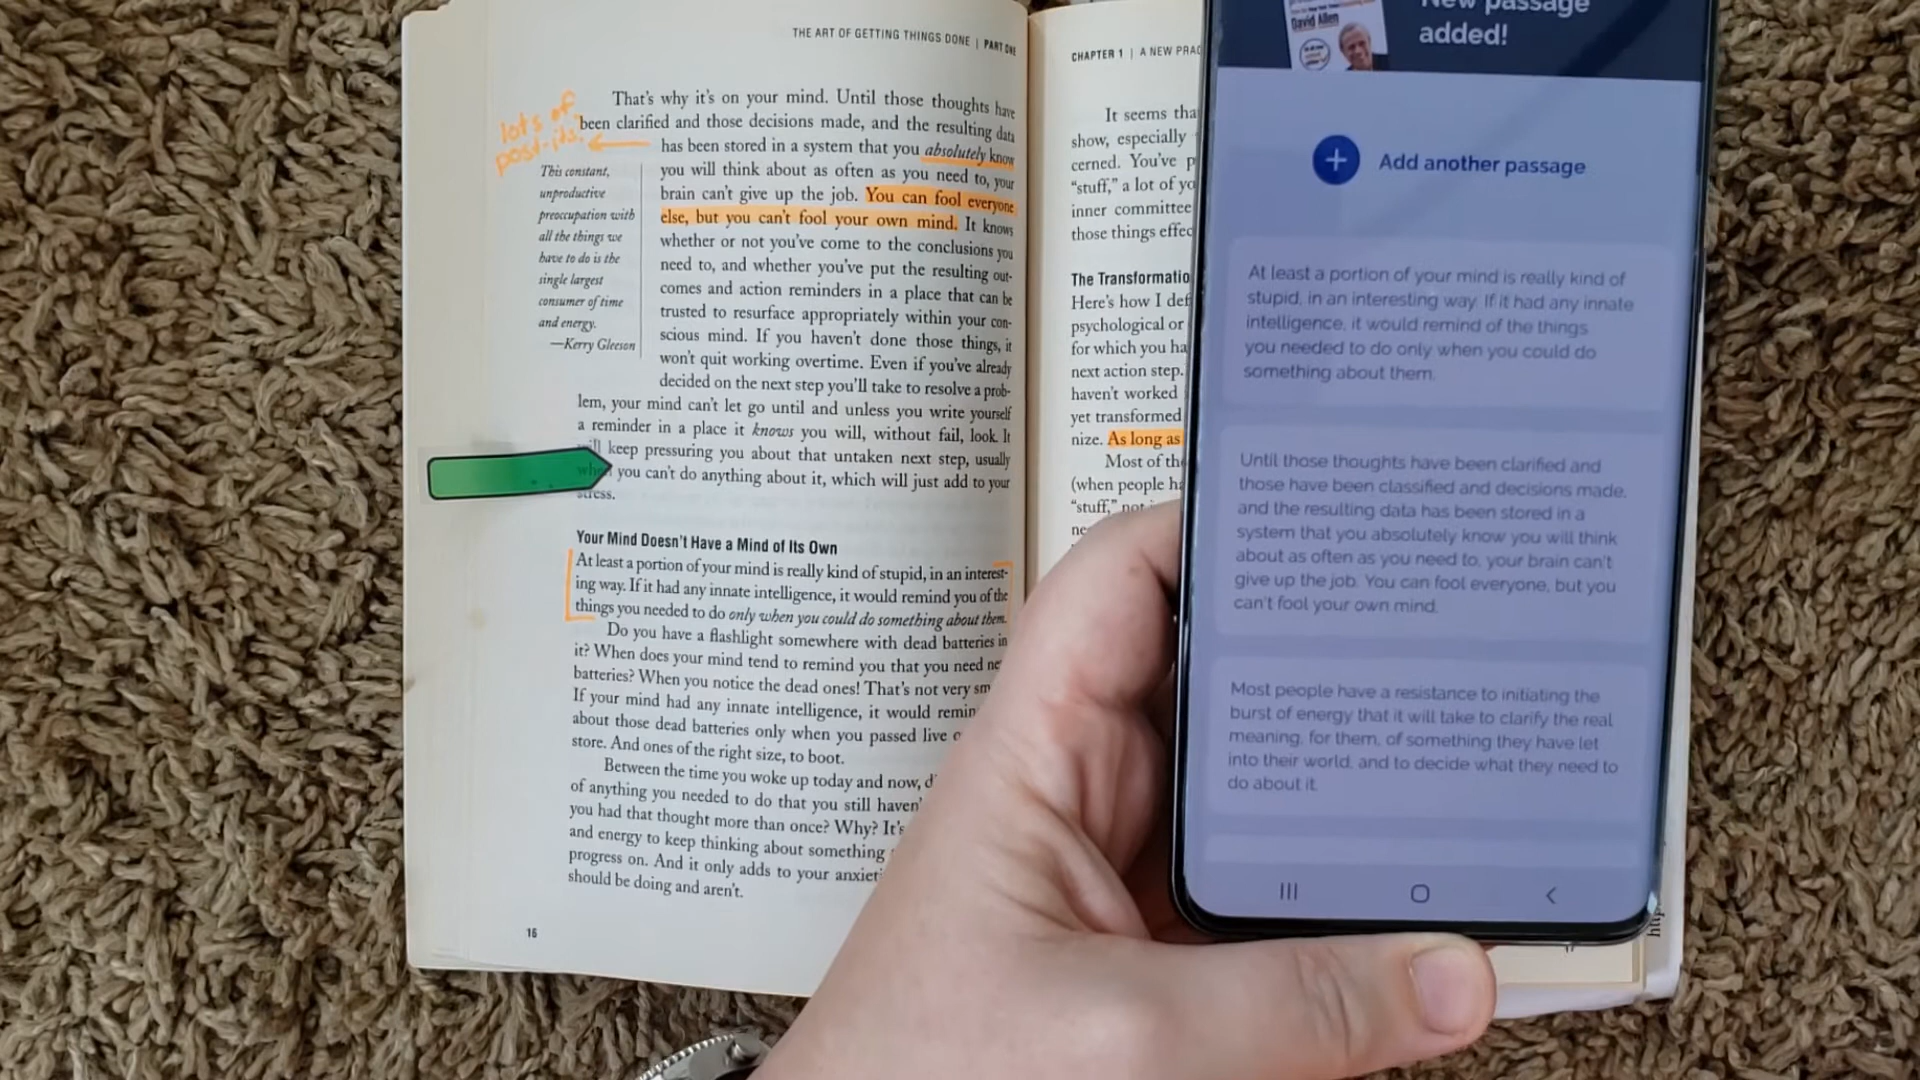 THE ART OF GETTING THINGS DONE | PART ONE
lots of
post-its.
That's why it's on your mind. Until those thoughts have
been clarified and those decisions made, and the resulting data
has been stored in a system that you absolutely know
you will think about as often as you need to, your
brain can't give up the job. You can fool everyone
else, but you can't fool your own mind. It knows
whether or not you've come to the conclusions you
need to, and whether you've put the resulting out-
comes and action reminders in a place that can be
trusted to resurface appropriately within your con-
scious mind. If you haven't done those things, it
won't quit working overtime. Even if you've already
decided on the next step you'll take to resolve a prob-
lem, your mind can't let go until and unless you write yourself
a reminder in a place it knows you will, without fail, look. It
will keep pressuring you about that untaken next step, usually
when you can't do anything about it, which will just add to your
stress.
This constant,
unproductive
preoccupation with
all the things we
have to do is the
single largest
consumer of time
and energy.
—Kerry Gleeson
Your Mind Doesn't Have a Mind of Its Own
At least a portion of your mind is really kind of stupid, in an interest-
ing way. If it had any innate intelligence, it would remind you of the
things you needed to do only when you could do something about them.
Do you have a flashlight somewhere with dead batteries in
it? When does your mind tend to remind you that you need
batteries? When you notice the dead ones! That's not very
If your mind had any innate intelligence, it would
about those dead batteries only when you passed live
store. And ones of the right size, to boot.
Between the time you woke up today and now,
of anything you needed to do that you still
you had that thought more than once? Why?
and energy to keep thinking about something
progress on. And it only adds to your
should be doing and aren't.
16
CHAPTER 1 | A NEW
It seems
show, especially
cerned. You've
"stuff," a lot of
inner committee
those things
The
Here's how I
psychological or
for which you
next action step.
haven't worked
yet transformed
nize. As long as
Most of
(when people
"stuff," not
David Allen
New passage
added!
+ Add another passage
At least a portion of your mind is really kind of
stupid, in an interesting way. If it had any innate
intelligence, it would remind of the things
you needed to do only when you could do
something about them.
Until those thoughts have been clarified and
those have been classified and decisions made,
and the resulting data has been stored in a
system that you absolutely know you will think
about as often as you need to, your brain can't
give up the job. You can fool everyone, but you
can't fool your own mind.
Most people have a resistance to initiating the
burst of energy that it will take to clarify the real
meaning, for them, of something they have let
into their world, and to decide what they need to
do about it.